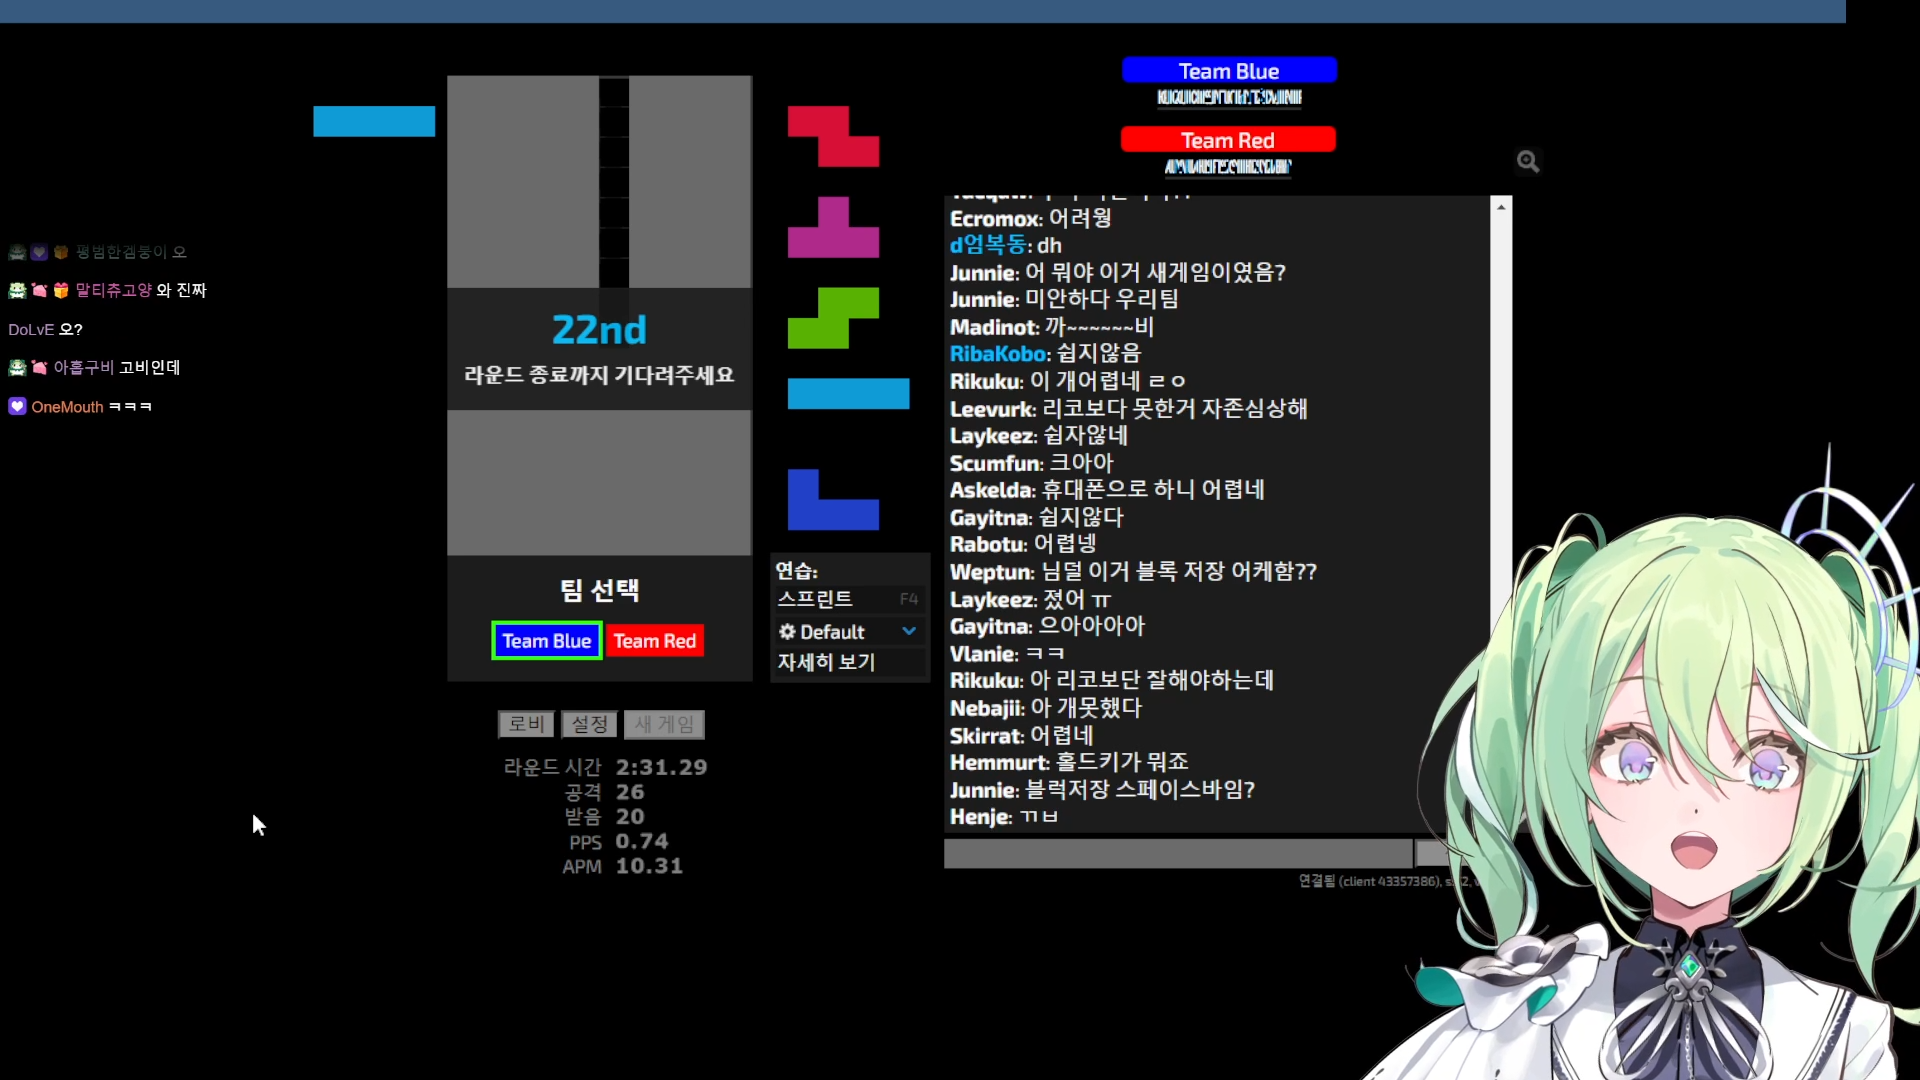 평범한겜둥이 오
말티츄고양 와 진짜
DoLvE 오?
아홉구비 고비인데
OneMouth ㅋㅋㅋ
22nd
라운드 종료까지 기다려주세요
팀 선택
Team Blue Team Red
로비 설정 새 게임
라운드 시간 2:31.29
공격 26
받음 20
PPS 0.74
APM 10.31
연습:
스프린트 F4
Default
자세히 보기
Team Blue
Team Red
Ecromox: 어려웡
d엄복동: dh
Junnie: 어 뭐야 이거 새게임이였음?
Junnie: 미안하다 우리팀
Madinot: 까~~~~~~비
RibaKobo: 쉽지않음
Rikuku: 이 개어렵네 ㄹㅇ
Leevurk: 리코보다 못한거 자존심상해
Laykeez: 쉽자않네
Scumfun: 크아아
Askelda: 휴대폰으로 하니 어렵네
Gayitna: 쉽지않다
Rabotu: 어렵넹
Weptun: 님덜 이거 블록 저장 어케함??
Laykeez: 졌어 ㅠ
Gayitna: 으아아아아
Vlanie: ㅋㅋ
Rikuku: 아 리코보단 잘해야하는데
Nebajii: 아 개못했다
Skirrat: 어렵네
Hemmurt: 홀드키가 뭐죠
Junnie: 블럭저장 스페이스바임?
Henje: ㄲㅂ
연결됨 (client 43357386),